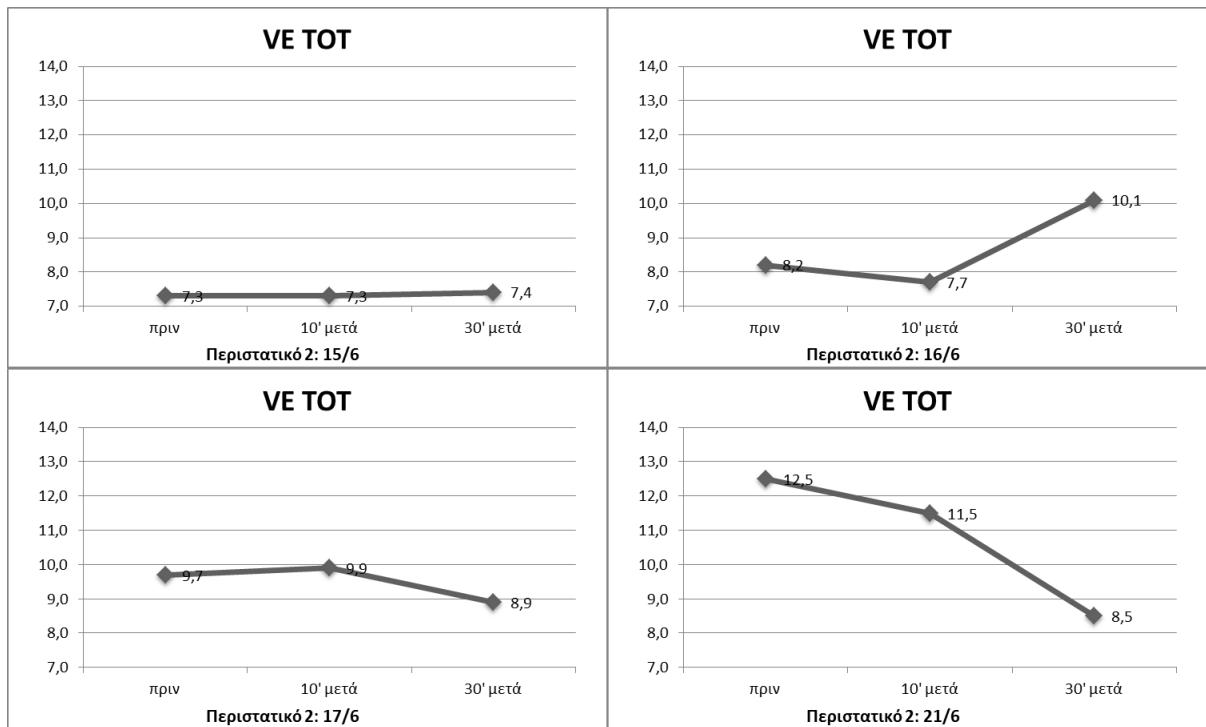 VE TOT
14,0
13,0
12,0
11,0
10,0
9,0
8,0
7,0
7,3
7,3
7,4
πριν
10' μετά
30' μετά
Περιστατικό 2: 15/6
VE TOT
14,0
13,0
12,0
11,0
10,0
9,0
8,0
7,0
8,2
7,7
10,1
πριν
10' μετά
30' μετά
Περιστατικό 2: 16/6
VE TOT
14,0
13,0
12,0
11,0
10,0
9,0
8,0
7,0
9,7
9,9
8,9
πριν
10' μετά
30' μετά
Περιστατικό 2: 17/6
VE TOT
14,0
13,0
12,0
11,0
10,0
9,0
8,0
7,0
12,5
11,5
8,5
πριν
10' μετά
30' μετά
Περιστατικό 2: 21/6